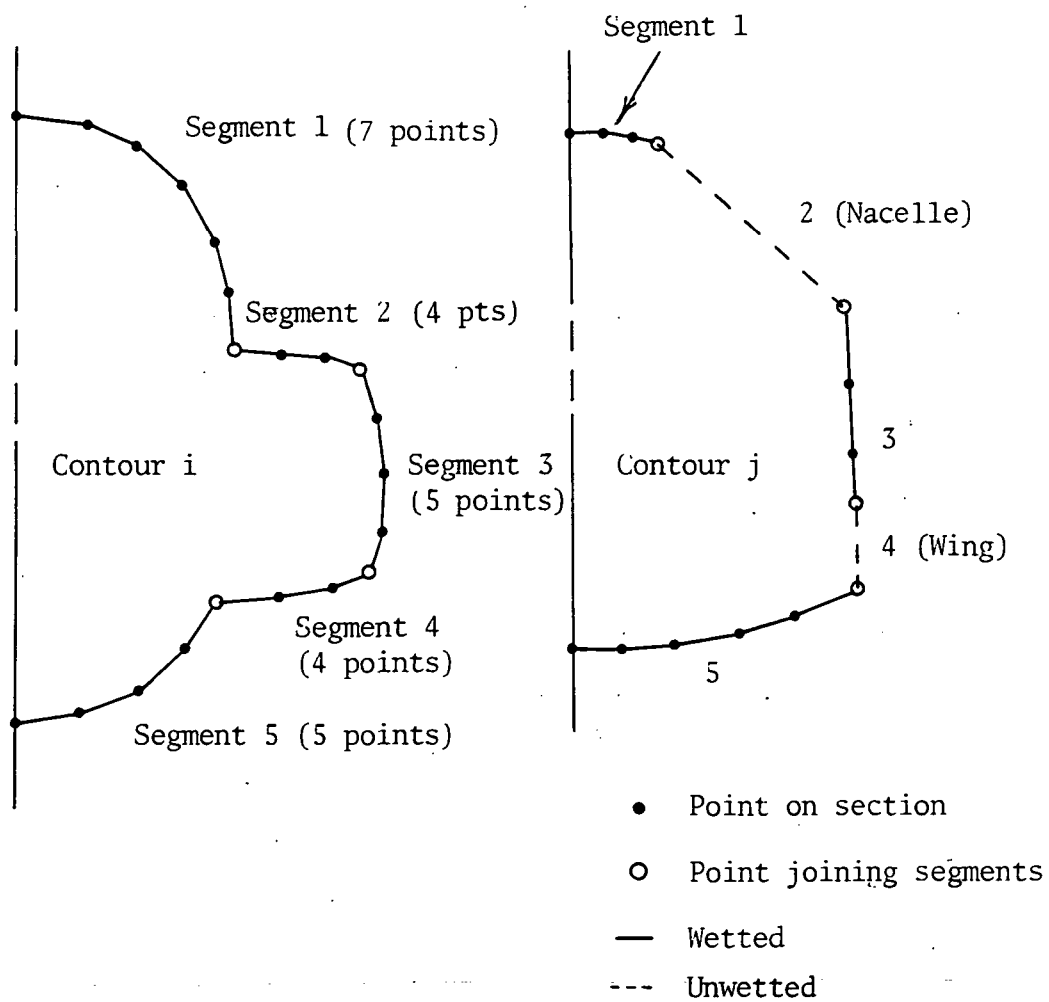 Segment 1
Segment 1 (7 points)
2 (Nacelle)
Segment 2 (4 pts)
3
Contour i
Segment 3
(5 points)
Contour j
4 (Wing)
Segment 4
(4 points)
5
Segment 5 (5 points)
Point on section
Point joining segments
Wetted
Unwetted